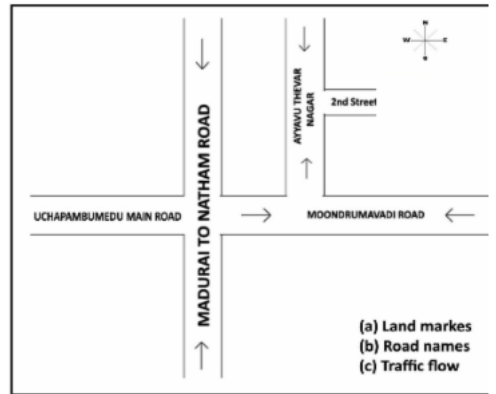 N
W E
S
AYYAVU THEVAR
NAGAR
2nd Street
MADURAI TO NATHAM ROAD
UCHAPAMBUMEDU MAIN ROAD
MOONDRUMAVADI ROAD
(a) Land markes
(b) Road names
(c) Traffic flow